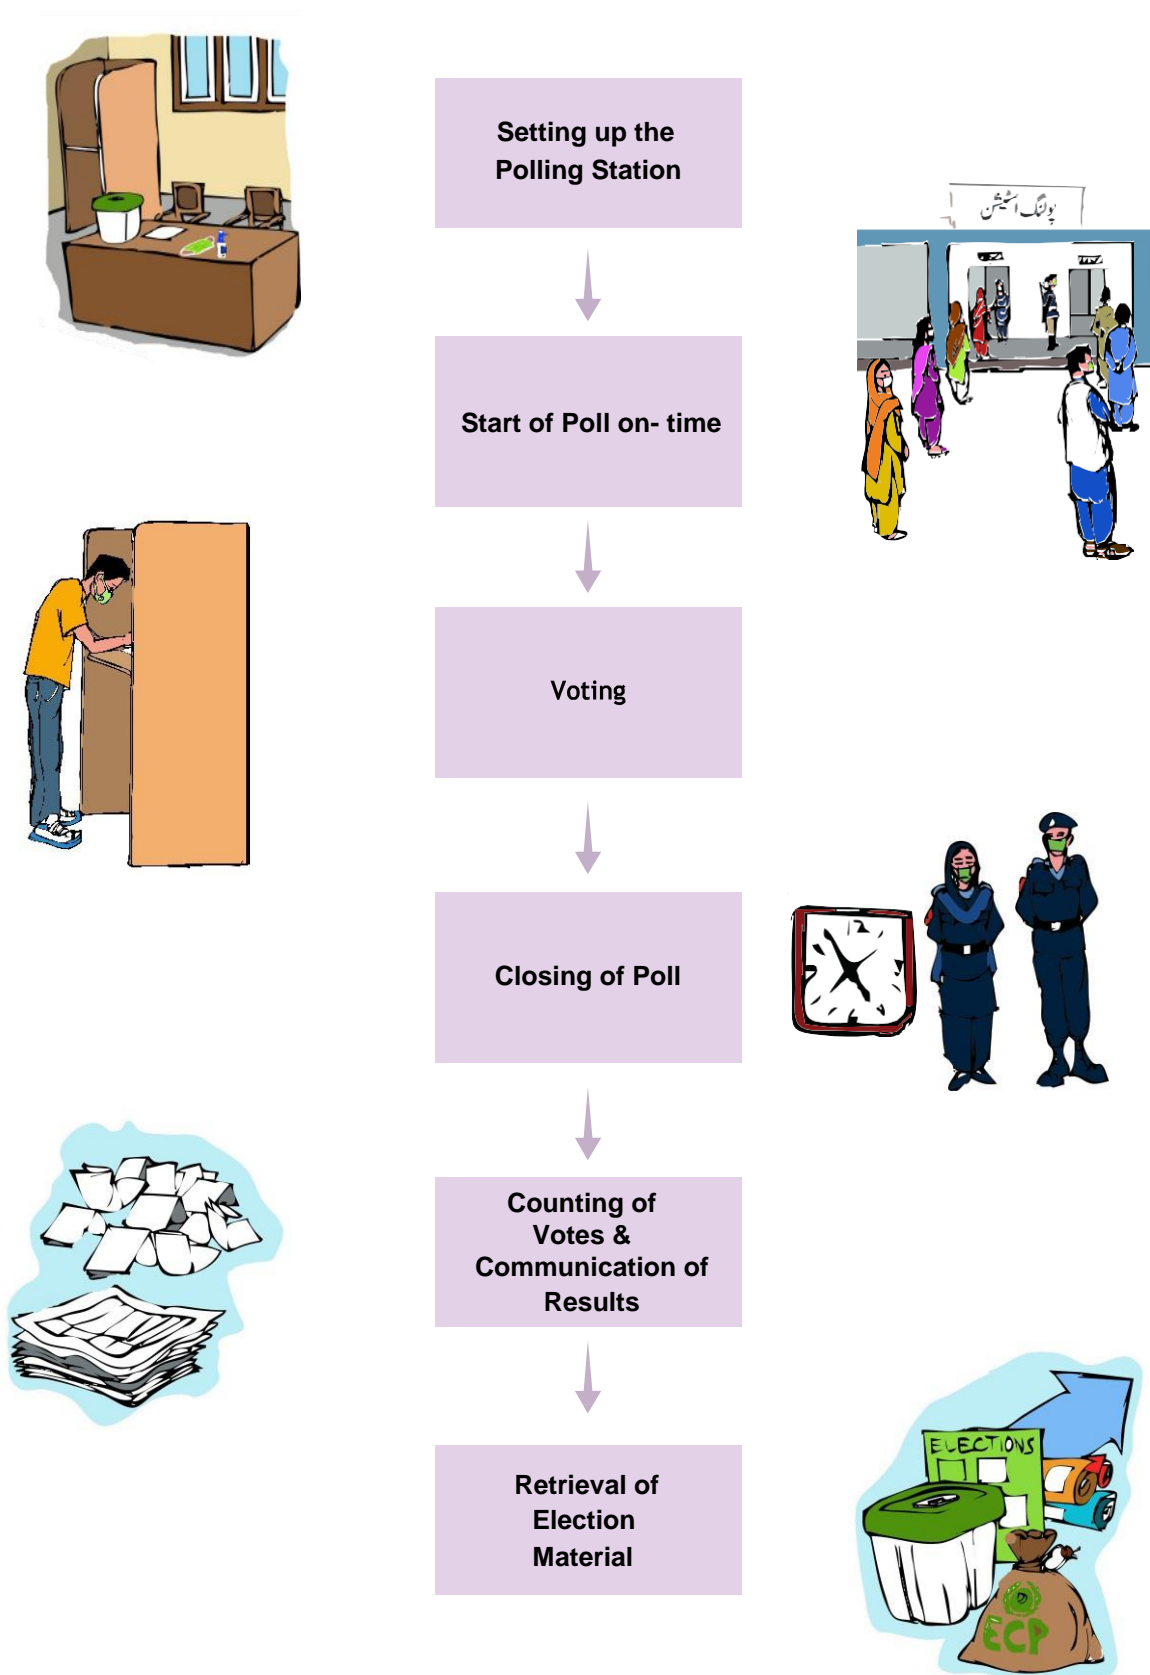 Setting up the
Polling Station
پولنگ اسٹیشن
Start of Poll on- time
Voting
Closing of Poll
Counting of
Votes &
Communication of
Results
Retrieval of
Election
Material
ELECTIONS
ECP